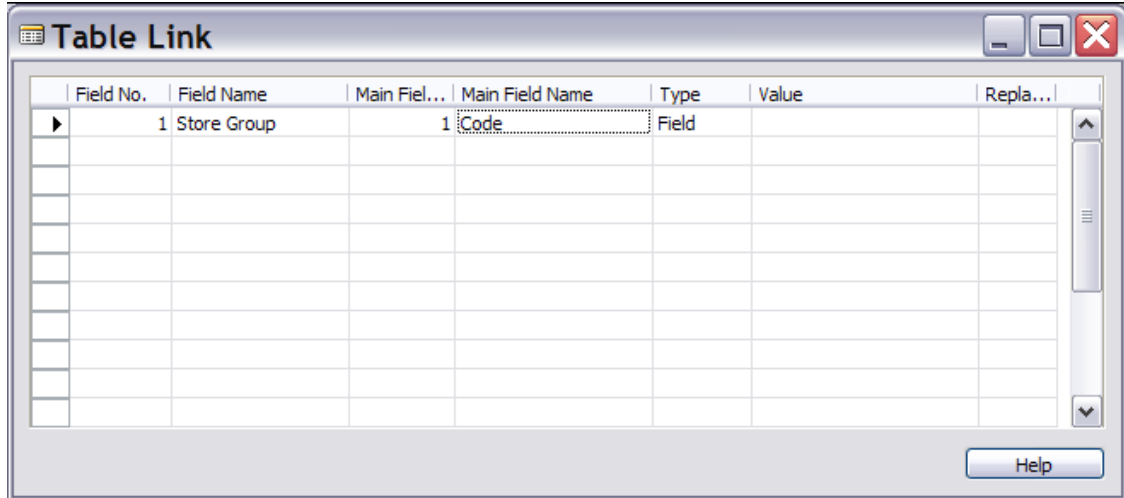 Table Link
Field No. Field Name Main Fiel... Main Field Name Type Value Repla...
1 Store Group 1 Code Field
Help